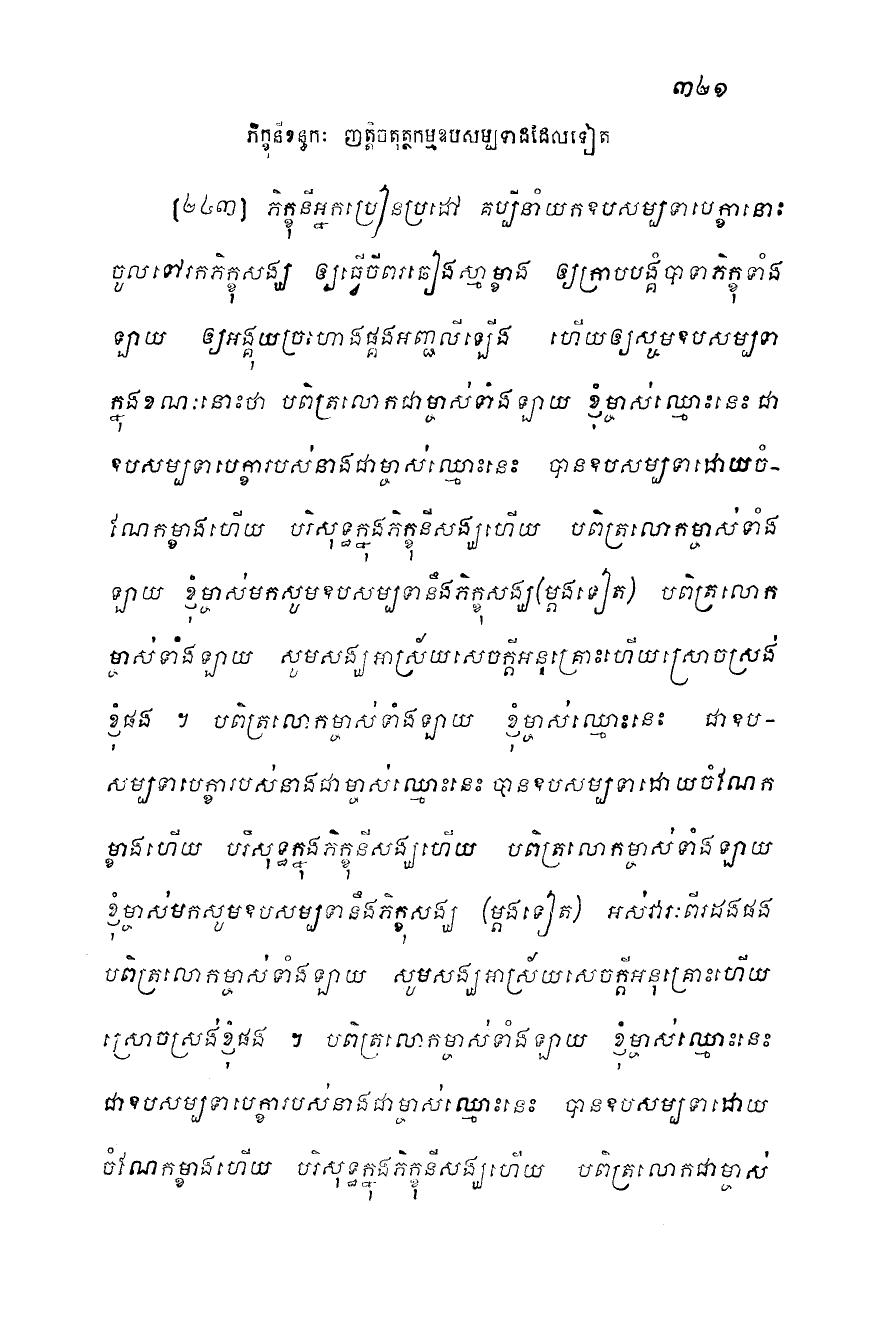 ៣២១
ភិក្ខុនីខន្ធកៈ ញត្តិចតុត្ថកម្មឧបសម្បទាដដែលទៀត
[២៤៣] ភិក្ខុនីអ្នកប្រៀនប្រដៅ គប្បីនាំយកឧបសម្បទាបេក្ខានោះ
ចូលទៅរកភិក្ខុសង្ឃ ឲ្យធ្វើចីពរឆៀងស្មាម្ខាង ឲ្យក្រាបបង្គំបាទាភិក្ខុទាំង
ឡាយ ឲ្យអង្គុយច្រហោងផ្គងអញ្ជលីឡើង ហើយឲ្យសូមឧបសម្បទា
ក្នុងខណៈនោះថា បពិត្រលោកជាម្ចាស់ទាំងឡាយ ខ្ញុំម្ចាស់ឈ្មោះនេះ ជា
ឧបសម្បទាបេក្ខារបស់នាងជាម្ចាស់ឈ្មោះនេះ បានឧបសម្បទាដោយចំ-
ណែកម្ខាងហើយ បរិសុទ្ធក្នុងភិក្ខុនីសង្ឃហើយ បពិត្រលោកម្ចាស់ទាំង
ឡាយ ខ្ញុំម្ចាស់មកសូមឧបសម្បទានឹងភិក្ខុសង្ឃ(ម្តងទៀត) បពិត្រលោក
ម្ចាស់ទាំងឡាយ សូមសង្ឃអាស្រ័យសេចក្តីអនុគ្រោះហើយស្រោចស្រង់
ខ្ញុំផង ។ បពិត្រលោកម្ចាស់ទាំងឡាយ ខ្ញុំម្ចាស់ឈ្មោះនេះ ជាឧប-
សម្បទាបេក្ខារបស់នាងជាម្ចាស់ឈ្មោះនេះ បានឧបសម្បទាដោយចំណែក
ម្ខាងហើយ បរិសុទ្ធក្នុងភិក្ខុនីសង្ឃហើយ បពិត្រលោកម្ចាស់ទាំងឡាយ
ខ្ញុំម្ចាស់មកសូមឧបសម្បទានឹងភិក្ខុសង្ឃ (ម្តងទៀត) អស់វារៈពីរដងផង
បពិត្រលោកម្ចាស់ទាំងឡាយ សូមសង្ឃអាស្រ័យសេចក្តីអនុគ្រោះហើយ
ស្រោចស្រង់ខ្ញុំផង ។ បពិត្រលោកម្ចាស់ទាំងឡាយ ខ្ញុំម្ចាស់ឈ្មោះនេះ
ជាឧបសម្បទាបេក្ខារបស់នាងជាម្ចាស់ឈ្មោះនេះ បានឧបសម្បទាដោយ
ចំណែកម្ខាងហើយ បរិសុទ្ធក្នុងភិក្ខុនីសង្ឃហើយ បពិត្រលោកជាម្ចាស់